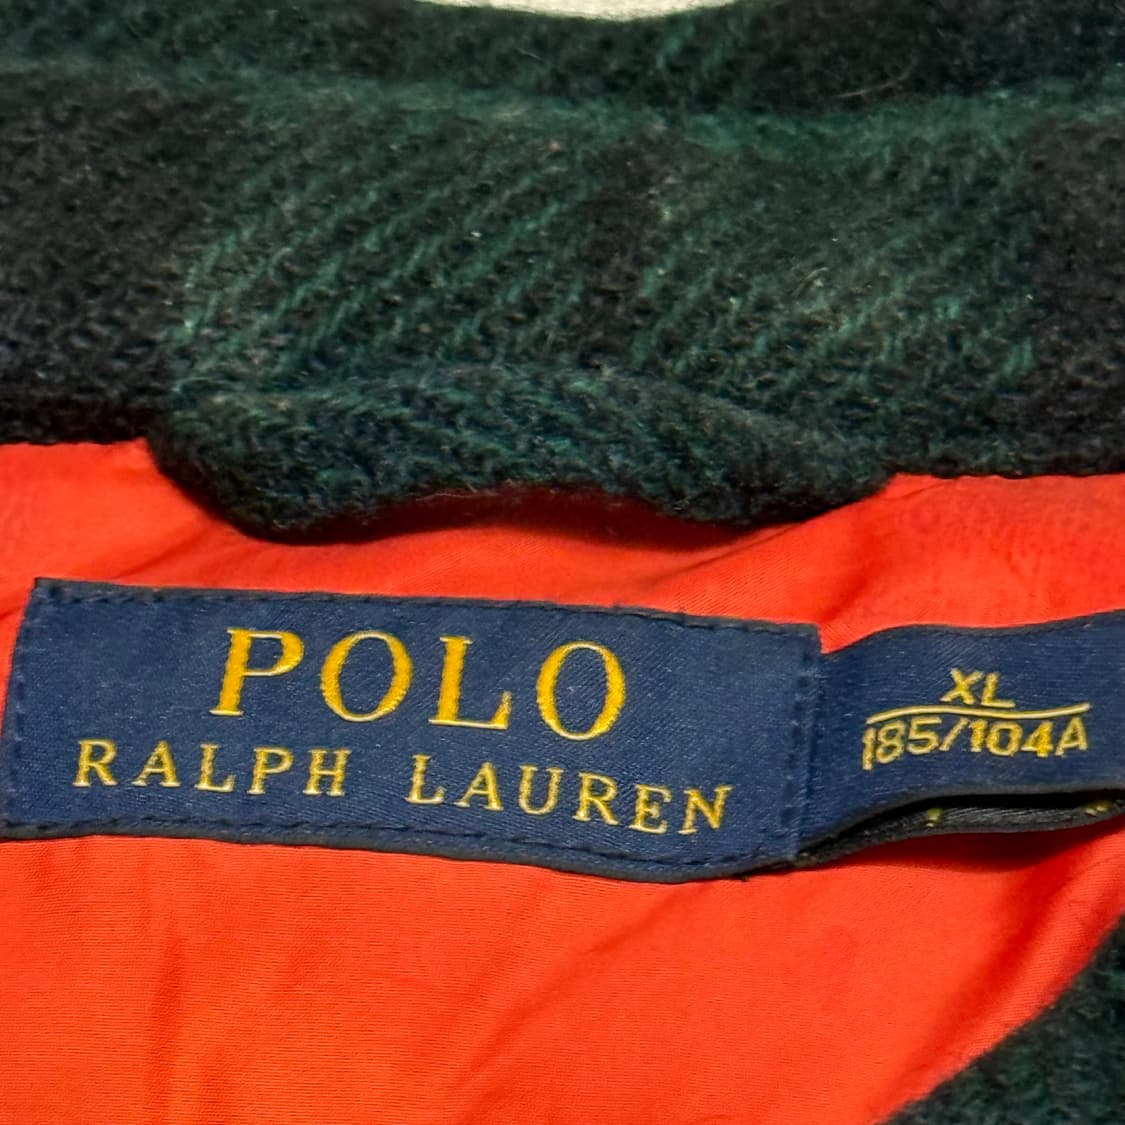 POLO
RALPH LAUREN
XL
185/104A